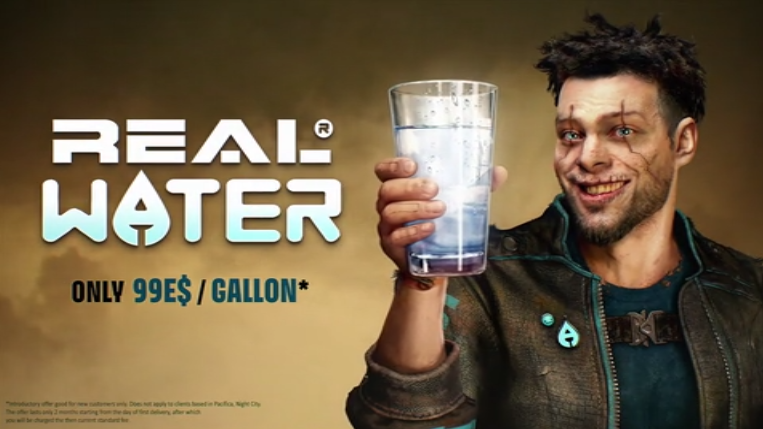 REAL®
WATER
ONLY 99E$ / GALLON*
*Introductory offer good for new customers only. Does not apply to clients based in Pacifica, Night City.
The offer lasts only 2 months starting from the day of first delivery, after which
you will be charged the then current standard fee.